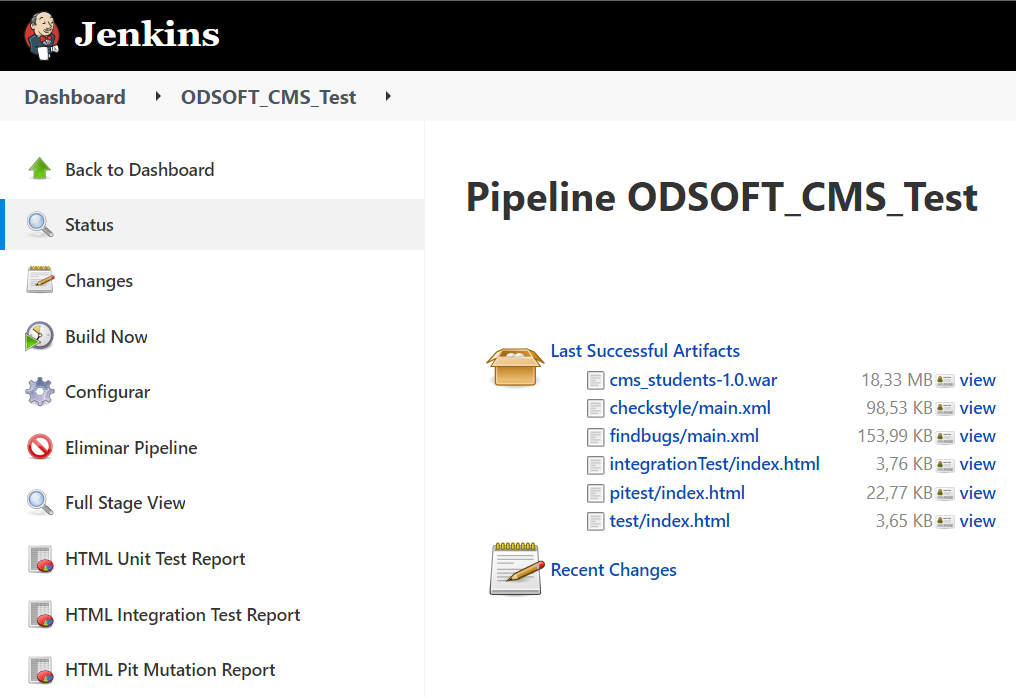 Jenkins
Dashboard
ODSOFT_CMS_Test
Back to Dashboard
Status
Changes
Build Now
Configurar
Eliminar Pipeline
Full Stage View
HTML Unit Test Report
HTML Integration Test Report
HTML Pit Mutation Report
Pipeline ODSOFT_CMS_Test
Last Successful Artifacts
cms_students-1.0.war 18,33 MB view
checkstyle/main.xml 98,53 KB view
findbugs/main.xml 153,99 KB view
integrationTest/index.html 3,76 KB view
pitest/index.html 22,77 KB view
test/index.html 3,65 KB view
Recent Changes